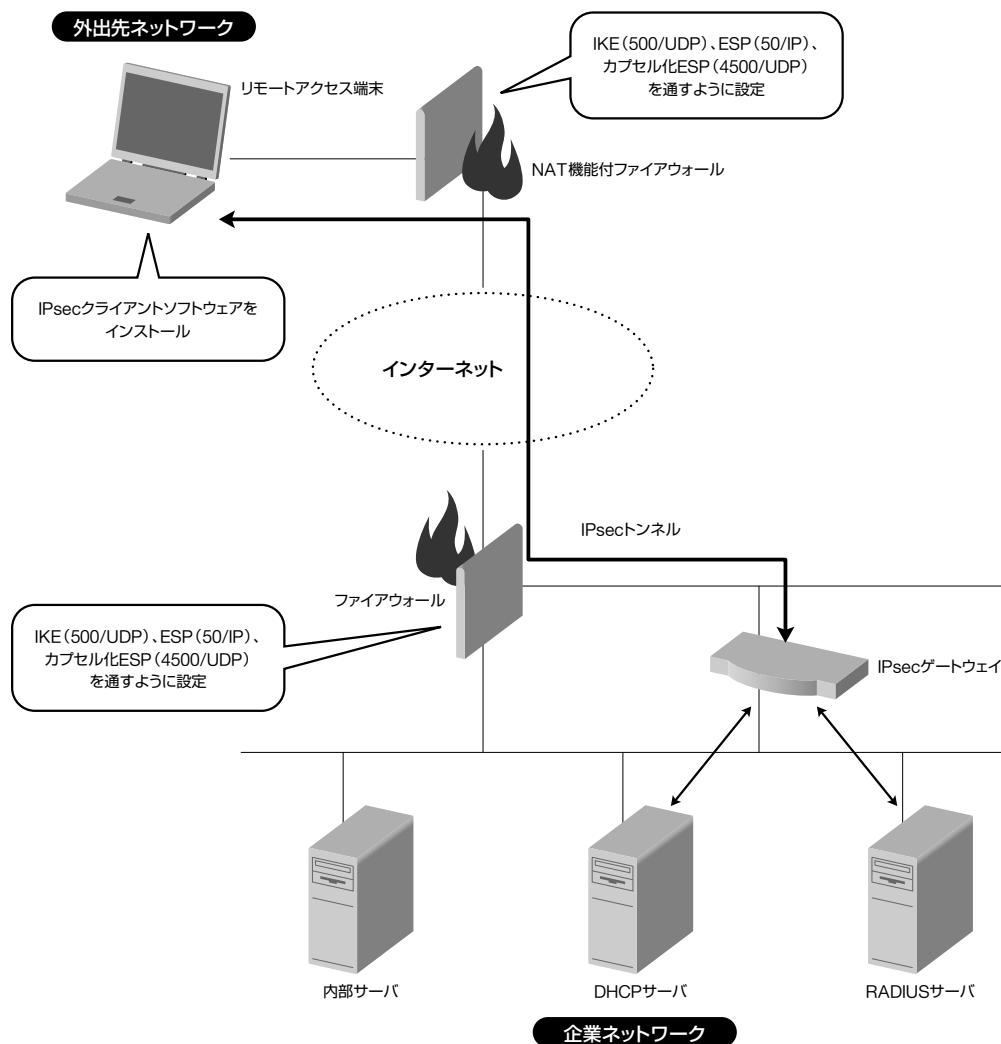 外出先ネットワーク
リモートアクセス端末
IKE(500/UDP)、ESP(50/IP)、
カプセル化ESP(4500/UDP)
を通すように設定
NAT機能付ファイアウォール
IPsecクライアントソフトウェアを
インストール
インターネット
IPsecトンネル
ファイアウォール
IKE(500/UDP)、ESP(50/IP)、
カプセル化ESP(4500/UDP)
を通すように設定
IPsecゲートウェイ
内部サーバ
DHCPサーバ
RADIUSサーバ
企業ネットワーク